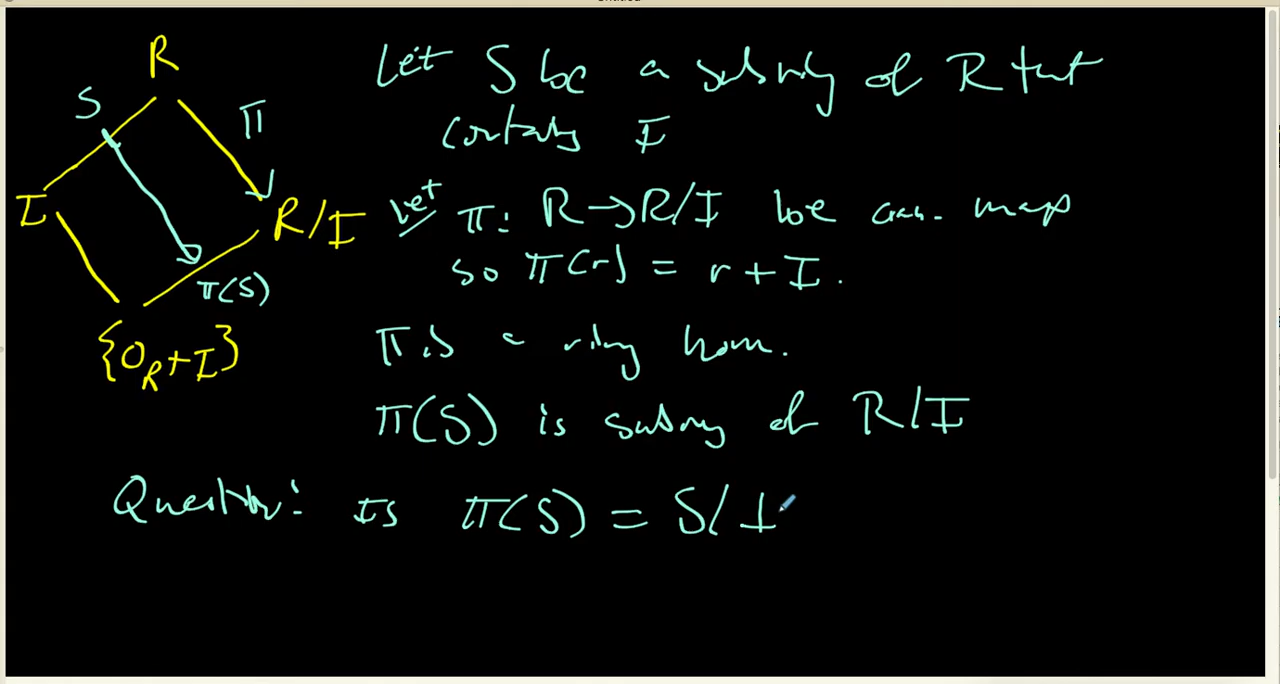 R
S
π
I
R/I
π(S)
{0_R+I}
Let S be a subring of R that
contains I
Let π: R→R/I be can. map
so π(r) = r + I.
π is a ring hom.
π(S) is subring of R/I
Question: Is π(S) = S/I